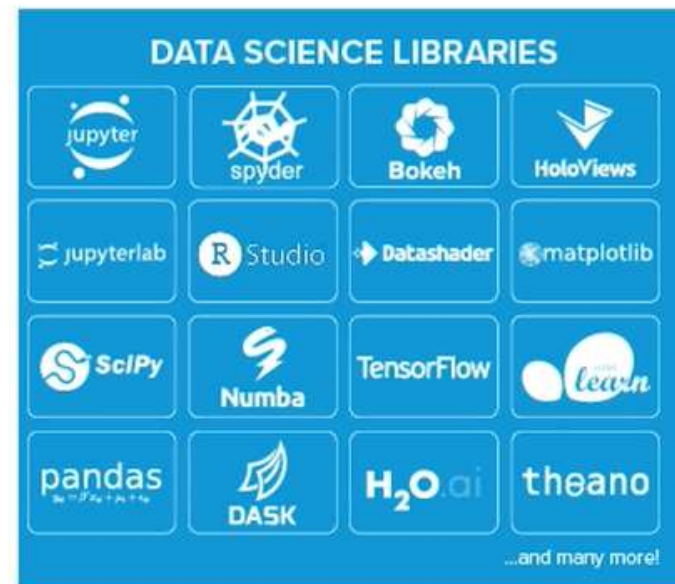 DATA SCIENCE LIBRARIES
jupyter
spyder
Bokeh
HoloViews
jupyterlab
R Studio
Datashader
matplotlib
SciPy
Numba
TensorFlow
learn
pandas
DASK
H₂O.ai
theano
...and many more!